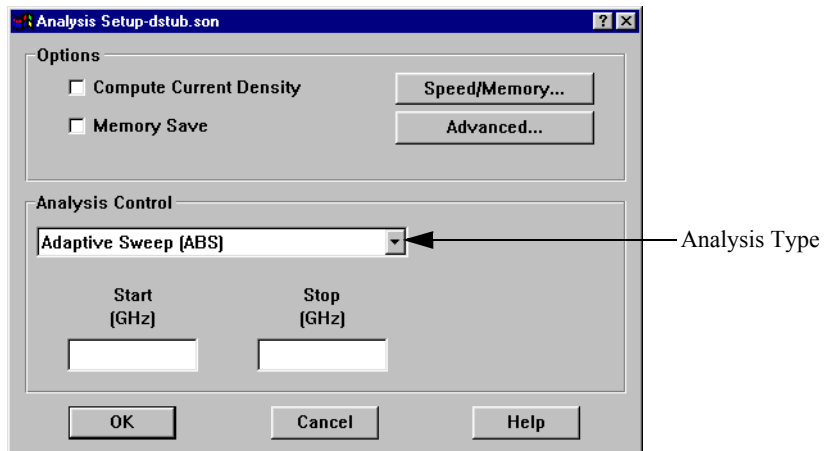 Analysis Setup-dstub.son
Options
Compute Current Density
Speed/Memory...
Memory Save
Advanced...
Analysis Control
Adaptive Sweep (ABS)
Analysis Type
Start
(GHz)
Stop
(GHz)
OK
Cancel
Help